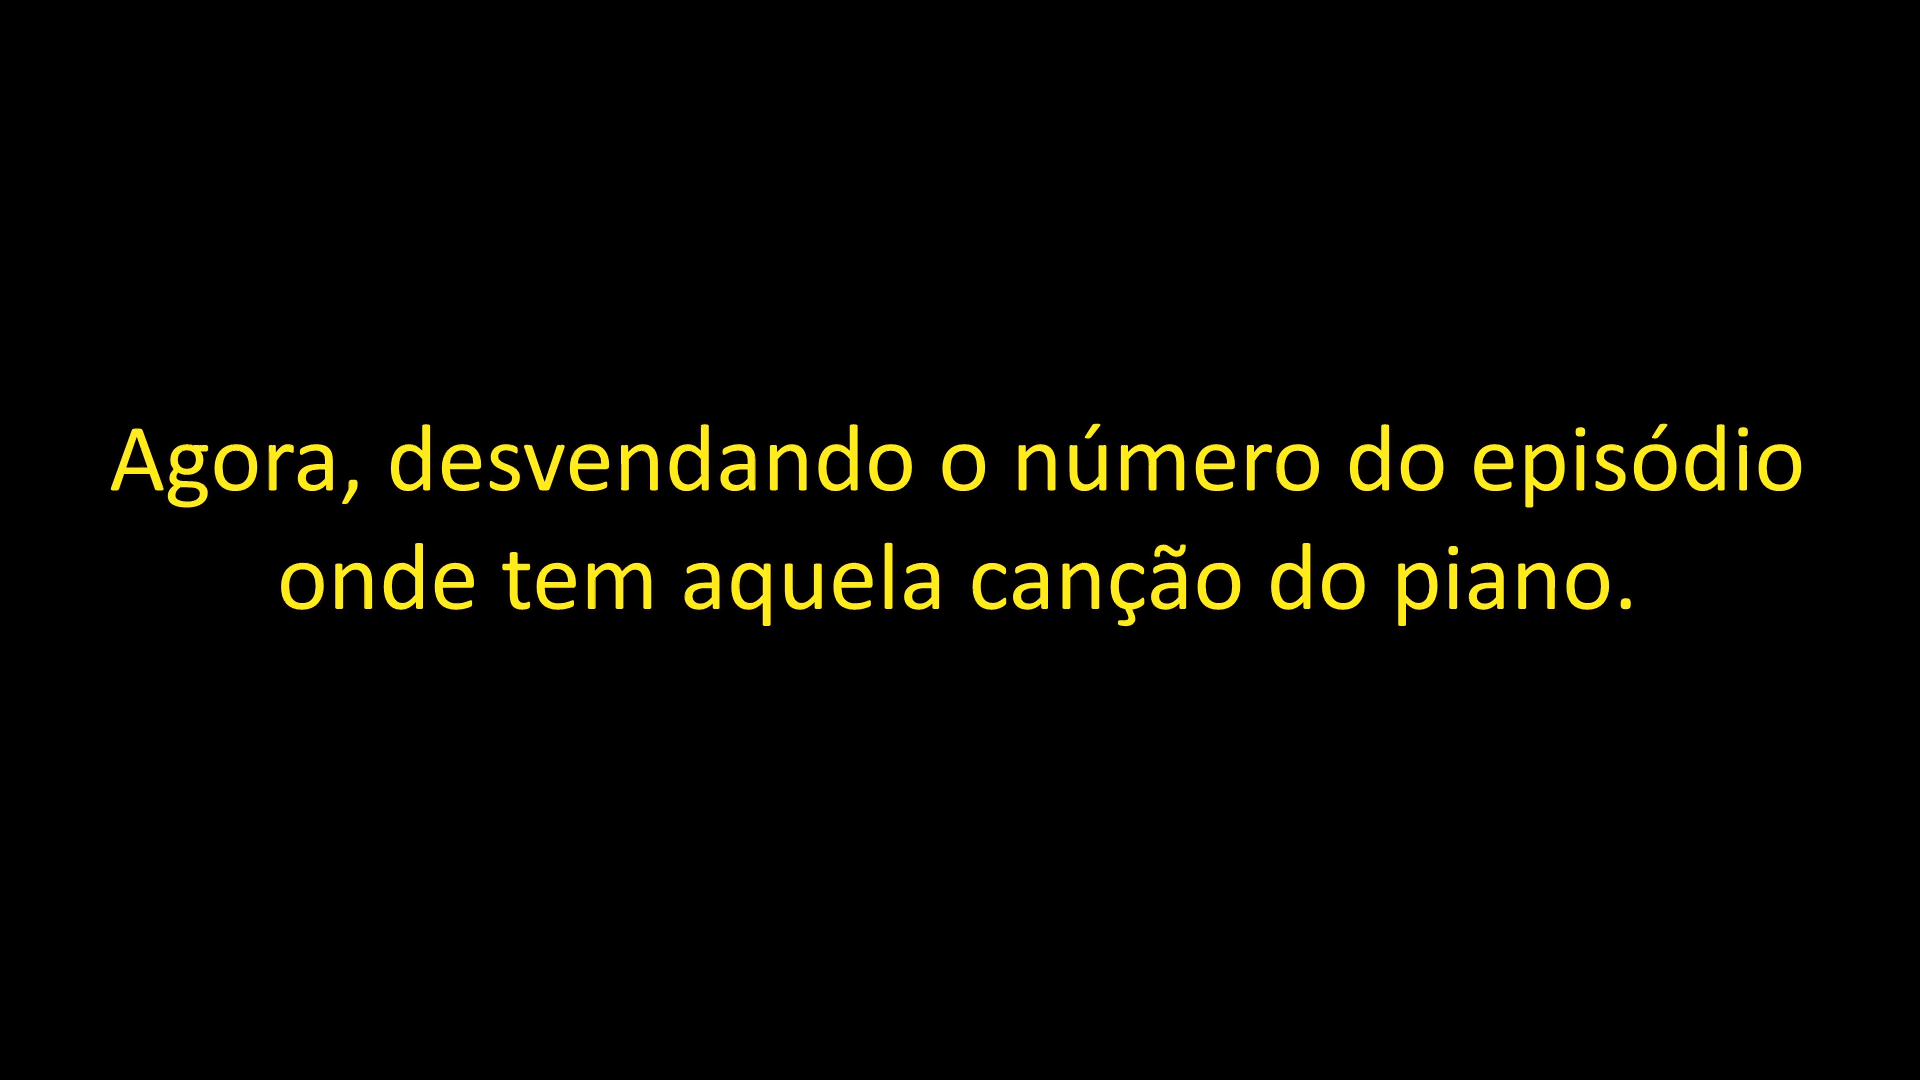 Agora, desvendando o número do episódio
onde tem aquela canção do piano.